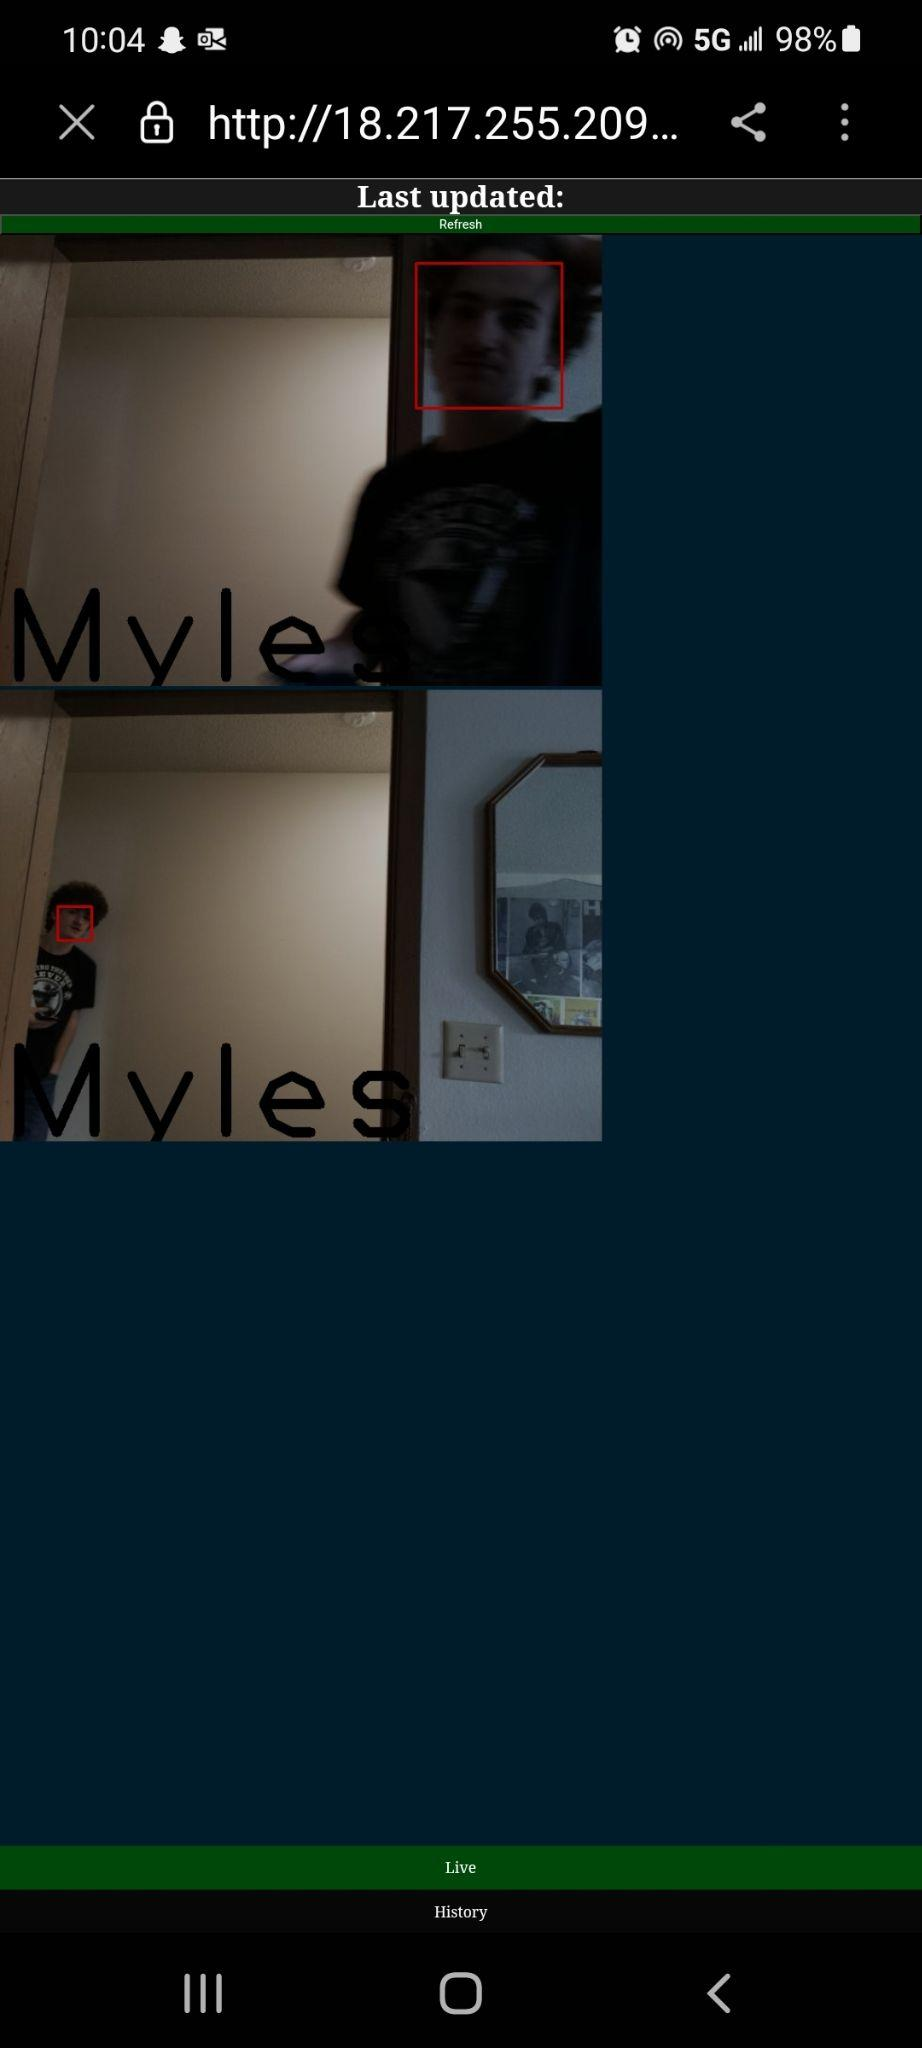 10:04 5G 98%
http://18.217.255.209...
Last updated:
Refresh
Myles
Myles
Live
History